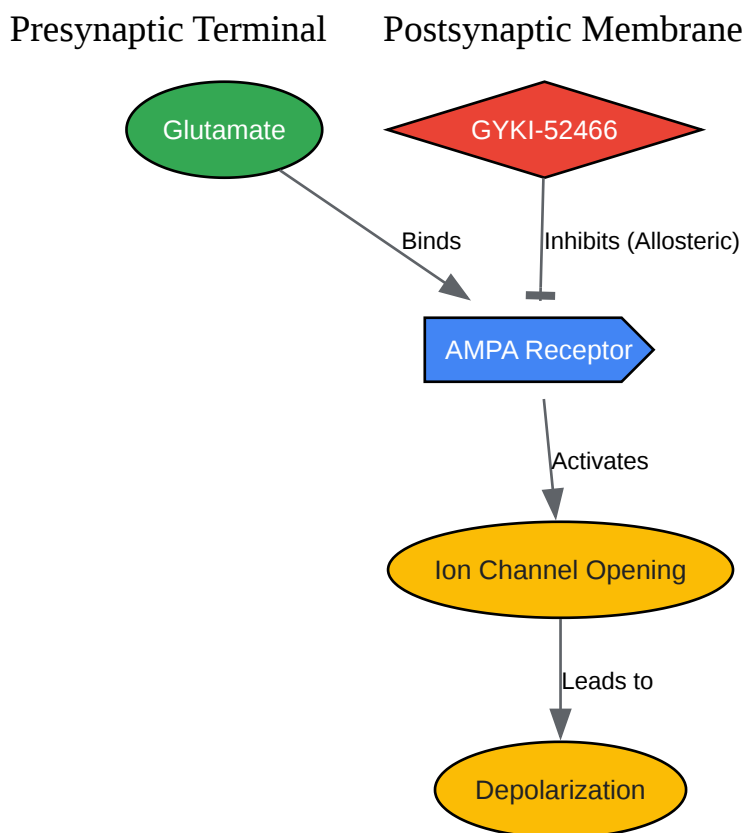 Presynaptic Terminal
Postsynaptic Membrane
Glutamate
GYKI-52466
Binds
Inhibits (Allosteric)
AMPA Receptor
Activates
Ion Channel Opening
Leads to
Depolarization